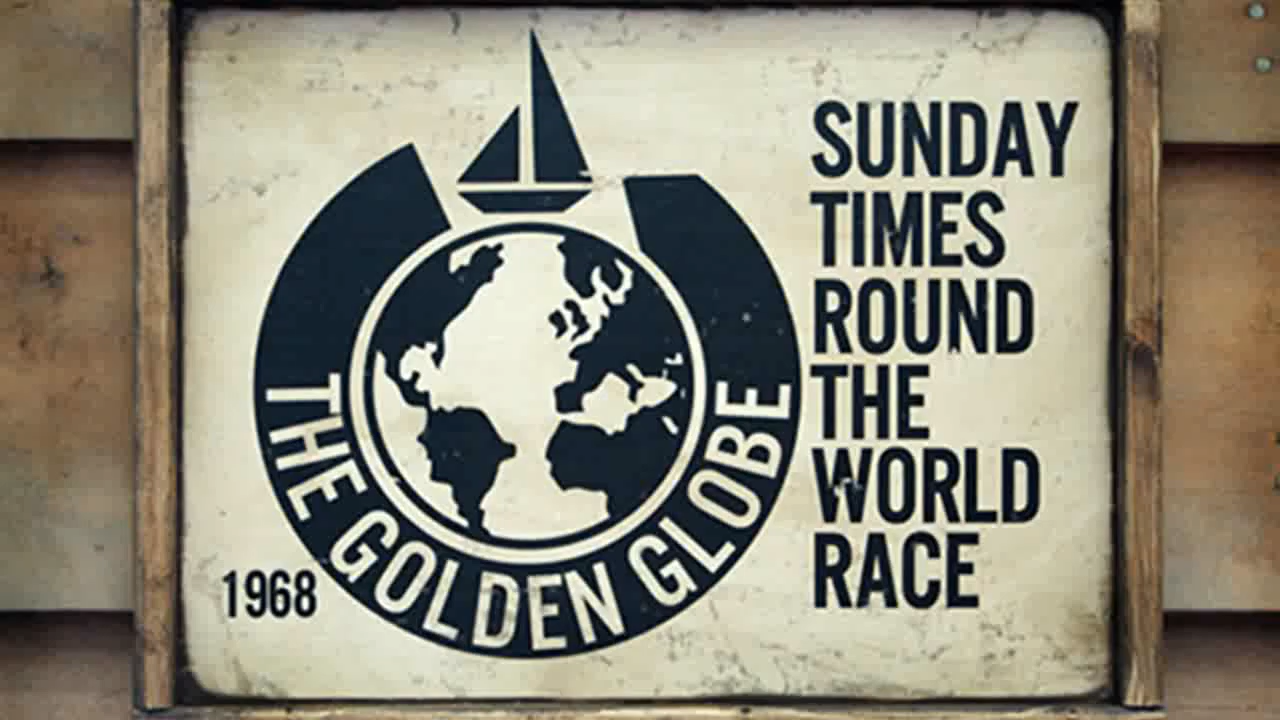 THE GOLDEN GLOBE
1968
SUNDAY
TIMES
ROUND
THE
WORLD
RACE